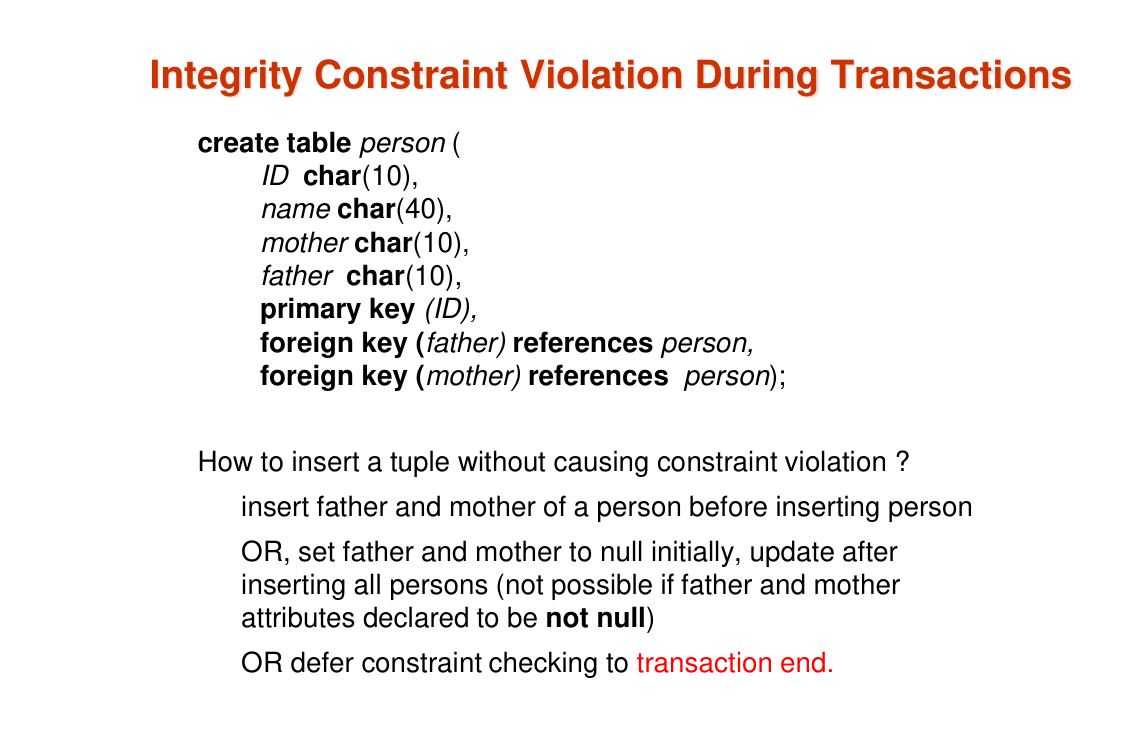 Integrity Constraint Violation During Transactions
create table person (
ID char(10),
name char(40),
mother char(10),
father char(10),
primary key (ID),
foreign key (father) references person,
foreign key (mother) references person);
How to insert a tuple without causing constraint violation ?
insert father and mother of a person before inserting person
OR, set father and mother to null initially, update after
inserting all persons (not possible if father and mother
attributes declared to be not null)
OR defer constraint checking to transaction end.